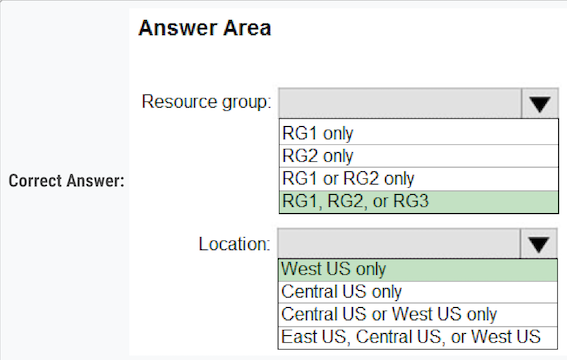 Answer Area
Resource group:
RG1 only
RG2 only
RG1 or RG2 only
RG1, RG2, or RG3
Correct Answer:
Location:
West US only
Central US only
Central US or West US only
East US, Central US, or West US